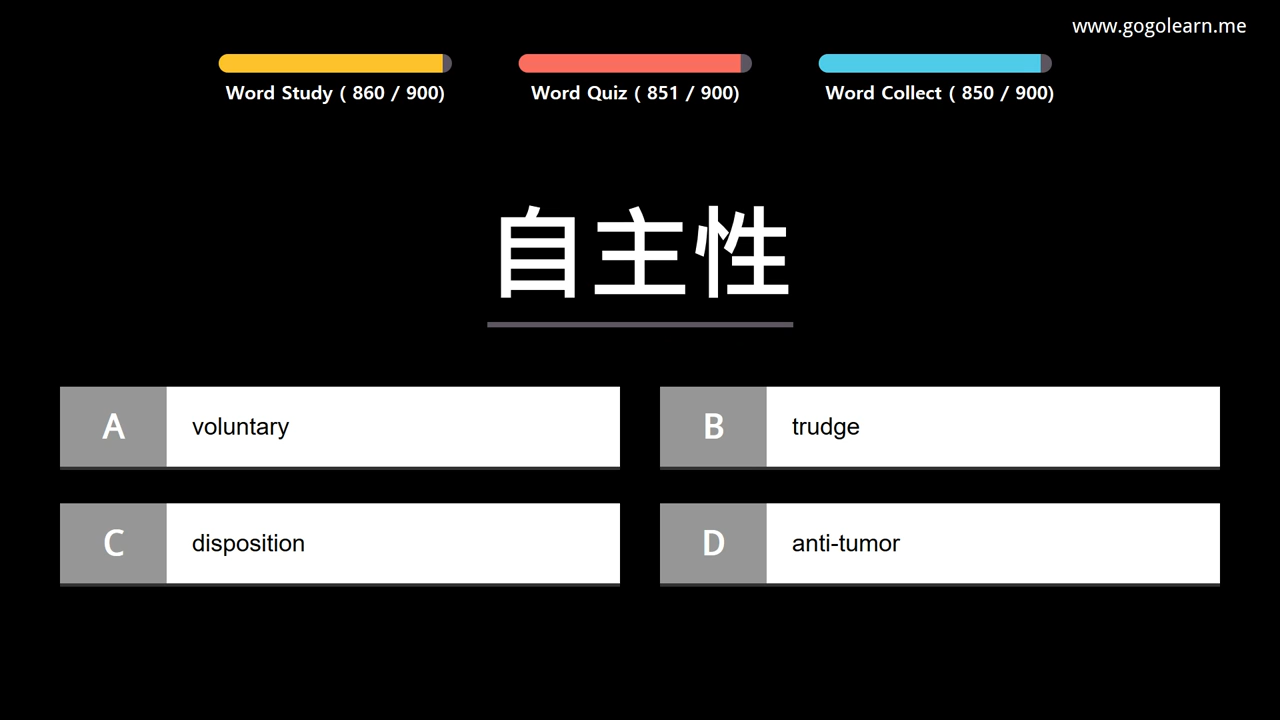 www.gogolearn.me
Word Study ( 860 / 900)
Word Quiz ( 851 / 900)
Word Collect ( 850 / 900)
自主性
A voluntary
B trudge
C disposition
D anti-tumor